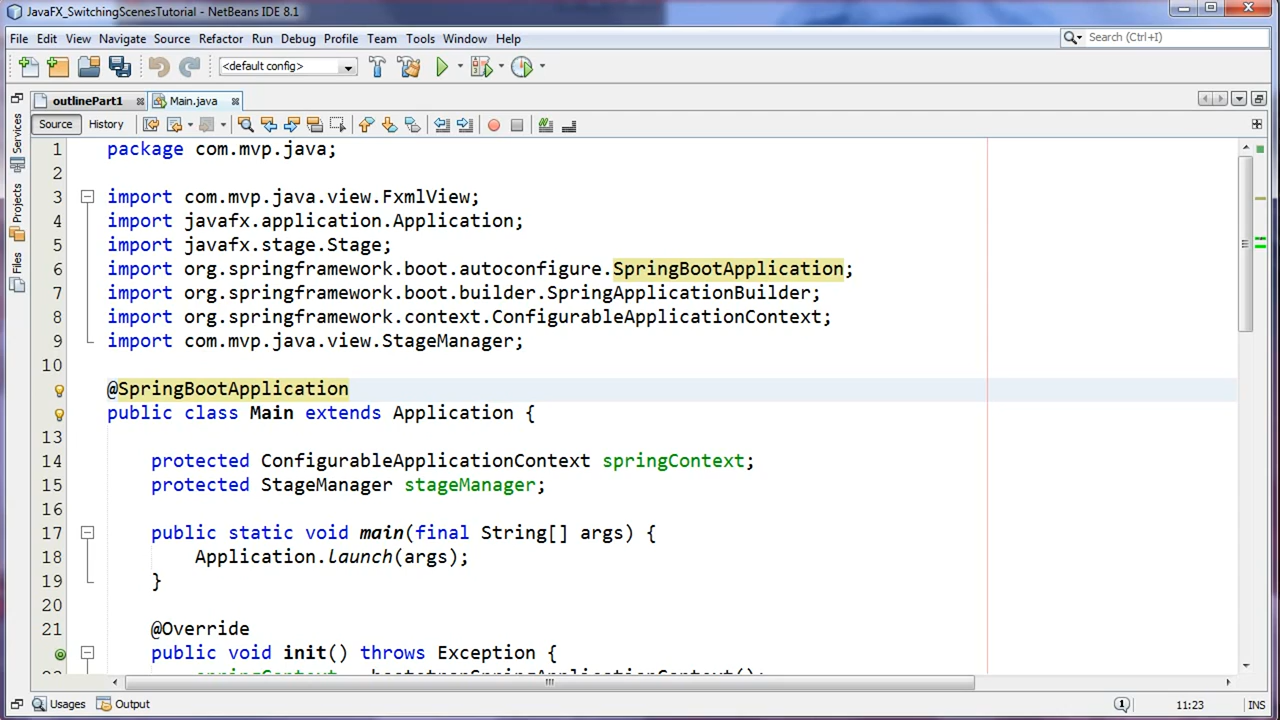 JavaFX_SwitchingScenesTutorial - NetBeans IDE 8.1
File Edit View Navigate Source Refactor Run Debug Profile Team Tools Window Help
Search (Ctrl+I)
<default config>
outlinePart1 Main.java
Source History
Services
Projects
Files
1 package com.mvp.java;
2
3 import com.mvp.java.view.FxmlView;
4 import javafx.application.Application;
5 import javafx.stage.Stage;
6 import org.springframework.boot.autoconfigure.SpringBootApplication;
7 import org.springframework.boot.builder.SpringApplicationBuilder;
8 import org.springframework.context.ConfigurableApplicationContext;
9 import com.mvp.java.view.StageManager;
10
@SpringBootApplication
public class Main extends Application {
13
14 protected ConfigurableApplicationContext springContext;
15 protected StageManager stageManager;
16
17 public static void main(final String[] args) {
18 Application.launch(args);
19 }
20
21 @Override
public void init() throws Exception {
Usages Output
1
11:23 INS